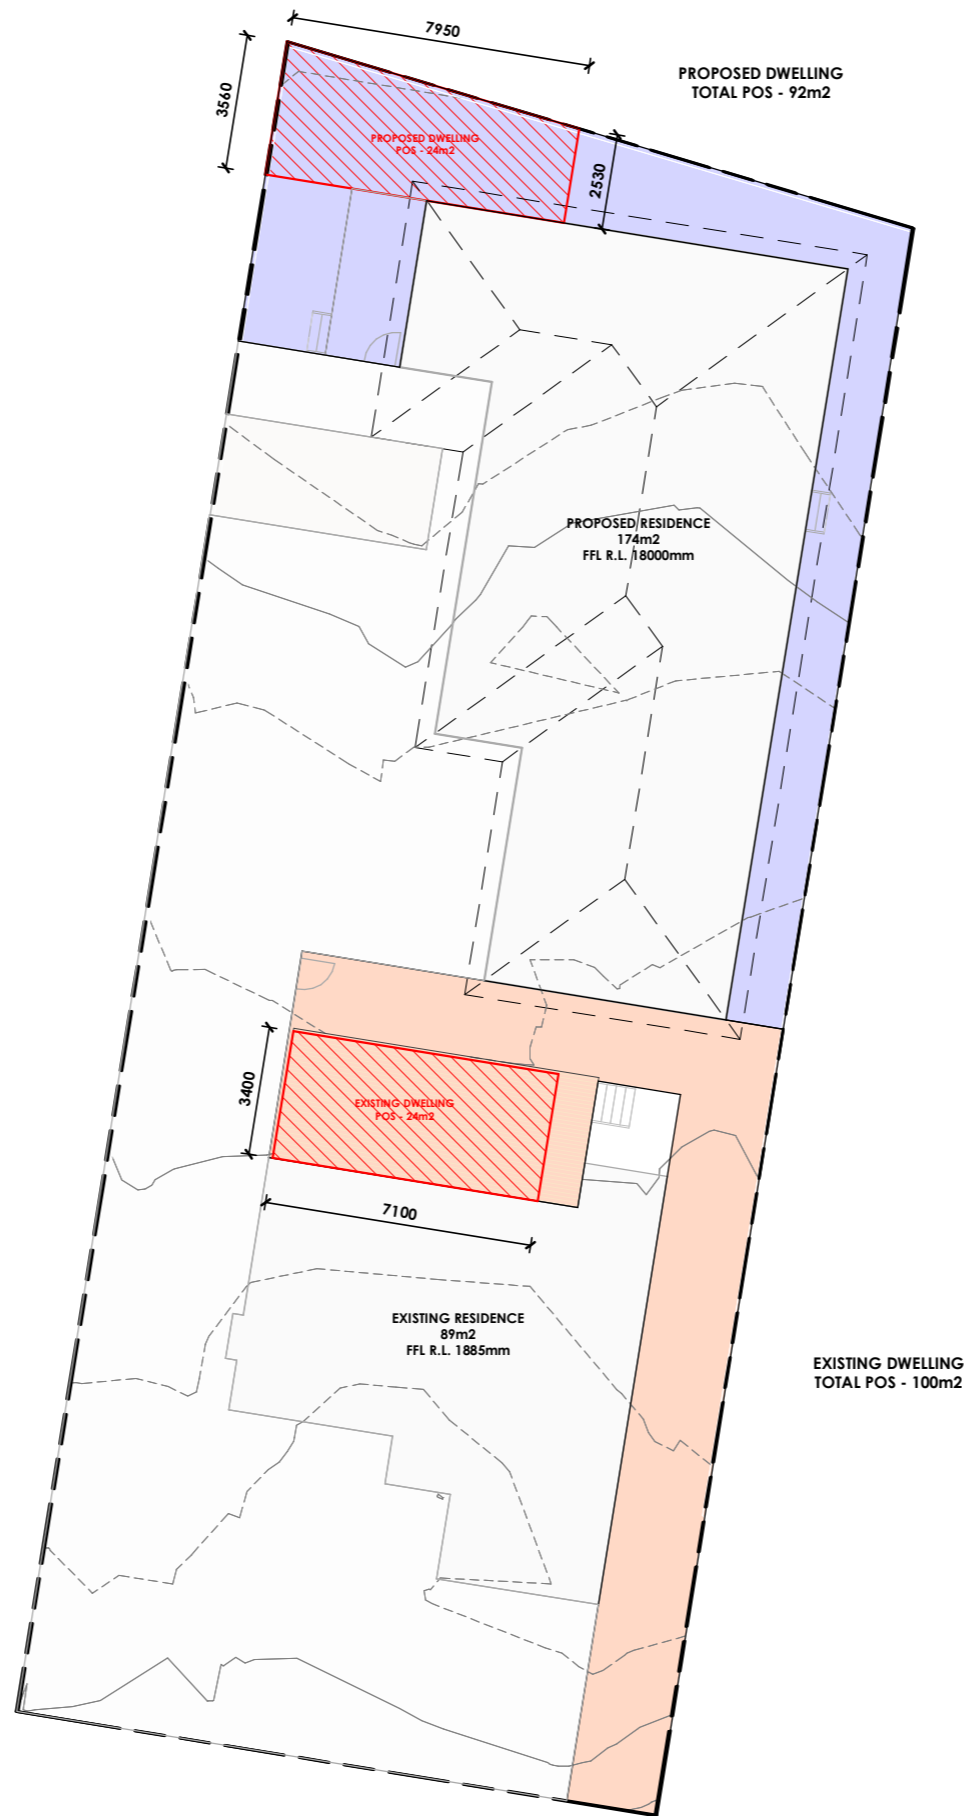 7950
3560
PROPOSED DWELLING
TOTAL POS - 92m2
PROPOSED DWELLING
POS - 24m2
2530
PROPOSED RESIDENCE
174m2
FFL R.L. 18000mm
3400
EXISTING DWELLING
POS - 24m2
7100
EXISTING RESIDENCE
89m2
FFL R.L. 1885mm
EXISTING DWELLING
TOTAL POS - 100m2